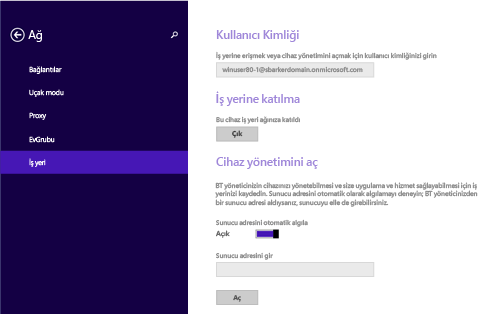 Ağ
Bağlantılar
Uçak modu
Proxy
EvGrubu
İş yeri
Kullanıcı Kimliği
İş yerine erişmek veya cihaz yönetimini açmak için kullanıcı kimliğinizi girin
winuser80-1@sbarkerdomain.onmicrosoft.com
İş yerine katılma
Bu cihaz iş yeri ağınıza katıldı
Çık
Cihaz yönetimini aç
BT yöneticinizin cihazınızı yönetebilmesi ve size uygulama ve hizmet sağlayabilmesi için iş
yerinizi kaydedin. Sunucu adresini otomatik olarak algılamayı deneyin; BT yöneticinizden
bir sunucu adresi aldıysanız, sunucuyu elle de girebilirsiniz.
Sunucu adresini otomatik algıla
Açık
Sunucu adresini gir
Aç